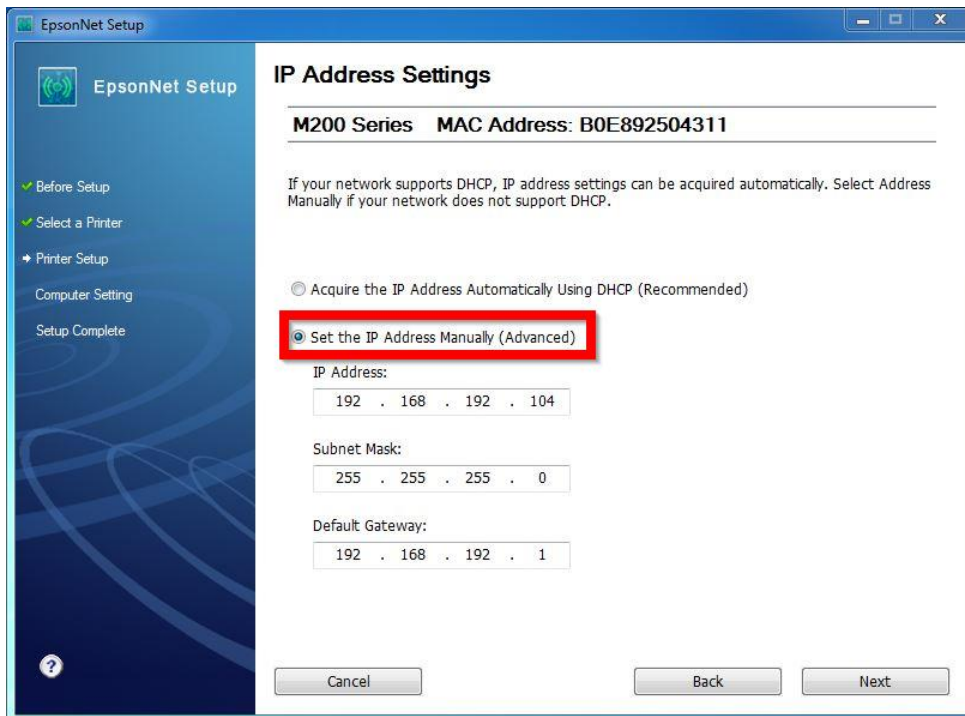 EpsonNet Setup
EpsonNet Setup
Before Setup
Select a Printer
Printer Setup
Computer Setting
Setup Complete
?
IP Address Settings
M200 Series MAC Address: B0E892504311
If your network supports DHCP, IP address settings can be acquired automatically. Select Address
Manually if your network does not support DHCP.
Acquire the IP Address Automatically Using DHCP (Recommended)
Set the IP Address Manually (Advanced)
IP Address:
192 . 168 . 192 . 104
Subnet Mask:
255 . 255 . 255 . 0
Default Gateway:
192 . 168 . 192 . 1
Cancel Back Next